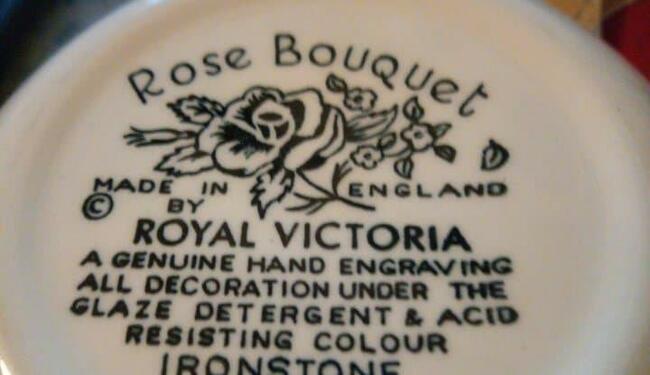 Rose Bouquet
MADE IN ENGLAND
© BY
ROYAL VICTORIA
A GENUINE HAND ENGRAVING
ALL DECORATION UNDER THE
GLAZE DETERGENT & ACID
RESISTING COLOUR
IRONSTONE